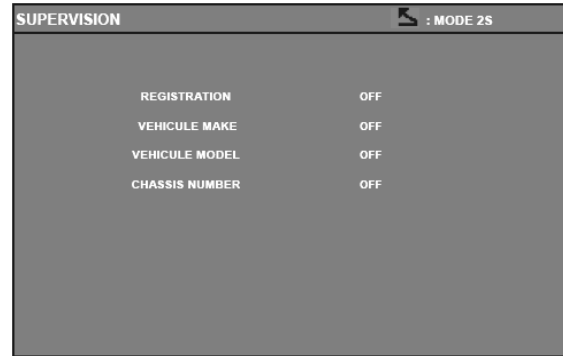 SUPERVISION : MODE 2S
REGISTRATION OFF
VEHICULE MAKE OFF
VEHICULE MODEL OFF
CHASSIS NUMBER OFF